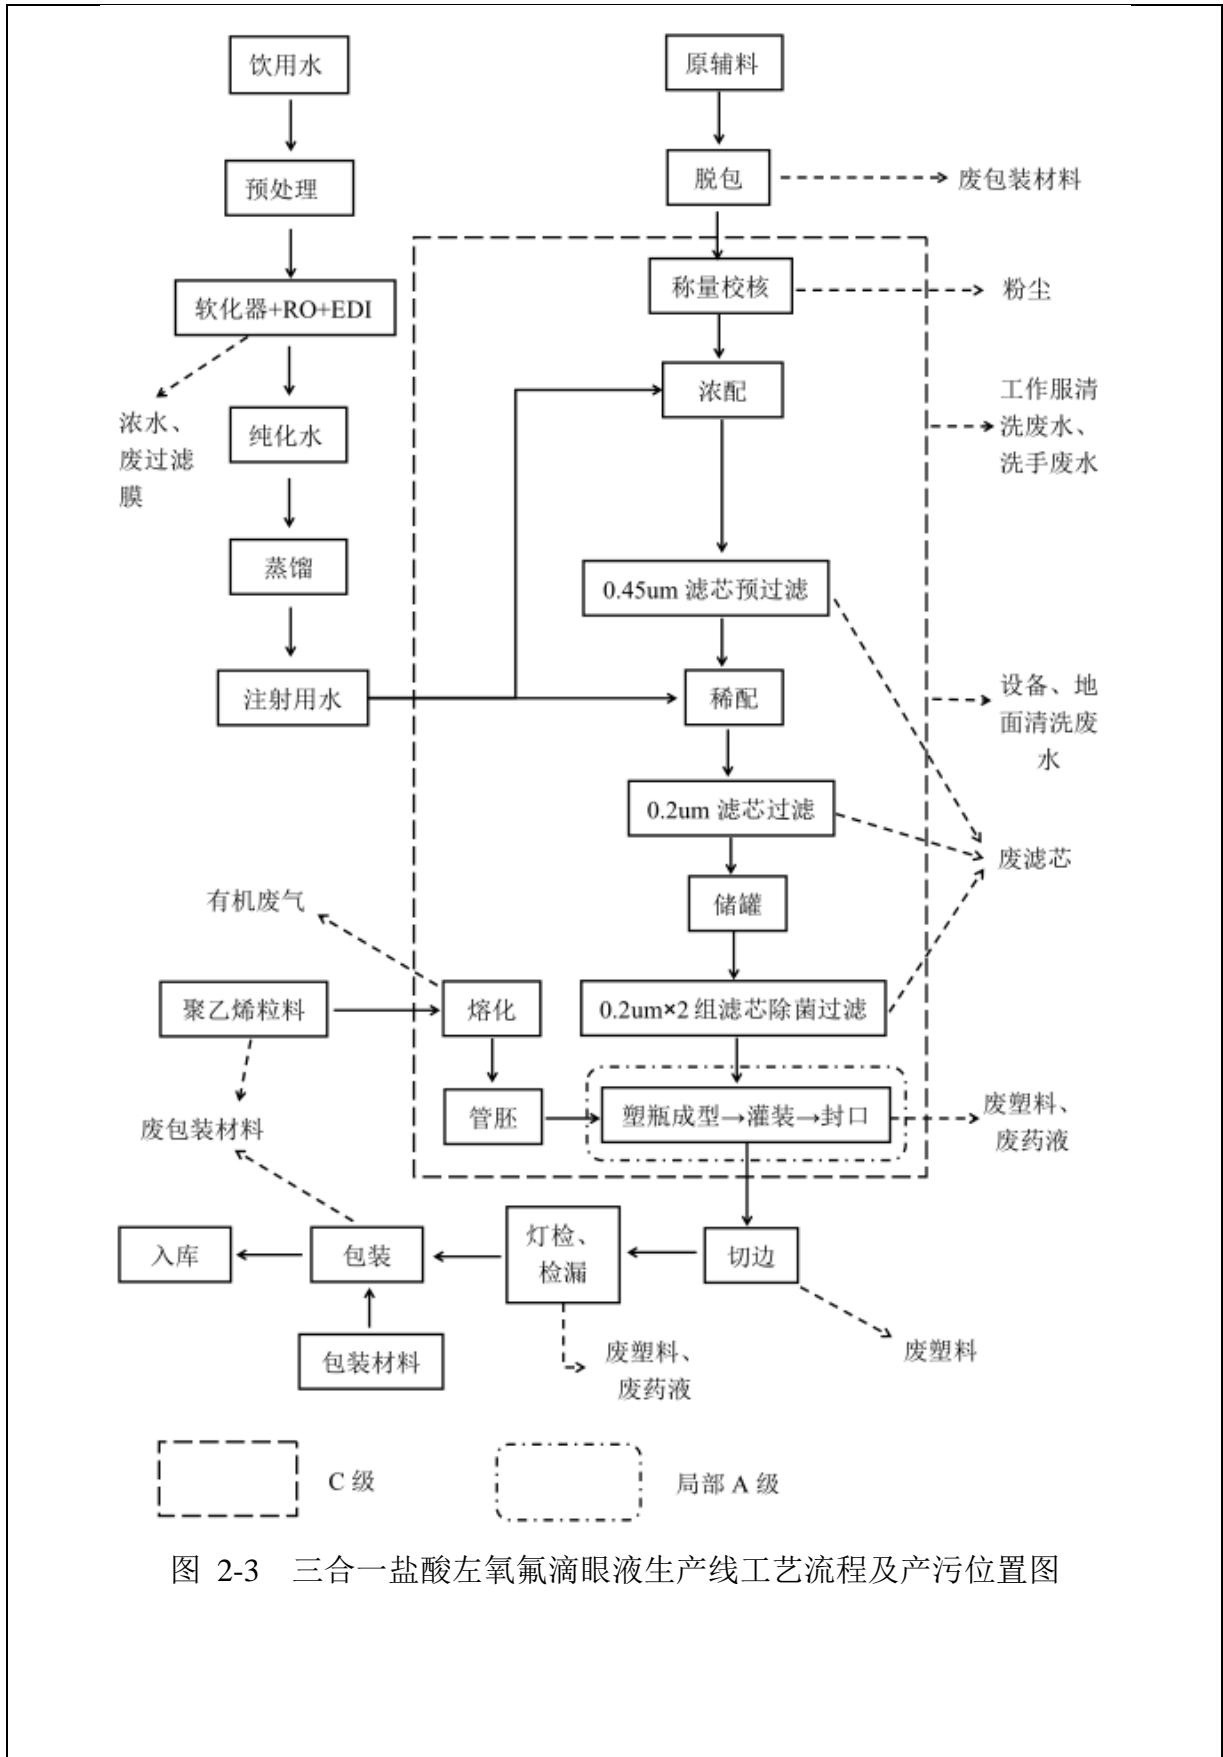 饮用水
原辅料
预处理
脱包
废包装材料
软化器+RO+EDI
称量校核
粉尘
浓水、
废过滤
膜
纯化水
浓配
工作服清
洗废水、
洗手废水
蒸馏
0.45um 滤芯预过滤
注射用水
稀配
设备、地
面清洗废
水
0.2um 滤芯过滤
废滤芯
有机废气
储罐
聚乙烯粒料
熔化
0.2um×2 组滤芯除菌过滤
废包装材料
管胚
塑瓶成型→灌装→封口
废塑料、
废药液
入库
包装
灯检、
检漏
切边
包装材料
废塑料、
废药液
废塑料
C 级
局部 A 级
图 2-3 三合一盐酸左氧氟滴眼液生产线工艺流程及产污位置图